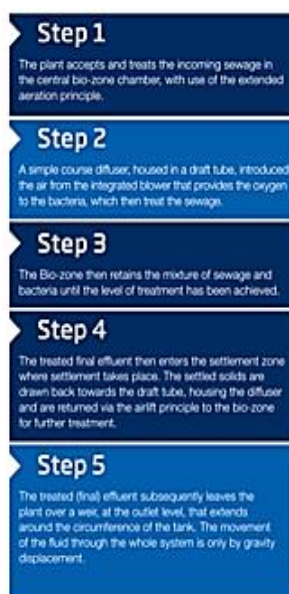 Step 1
The plant accepts and treats the incoming sewage in
the central bio-zone chamber, with use of the extended
aeration principle.
Step 2
A simple course diffuser, housed in a draft tube, introduced
the air from the integrated blower that provides the oxygen
to the bacteria, which then treat the sewage.
Step 3
The Bio-zone then retains the mixture of sewage and
bacteria until the level of treatment has been achieved.
Step 4
The treated final effluent then enters the settlement zone
where settlement takes place. The settled solids are
drawn back towards the draft tube, housing the diffuser
and are returned via the airlift principle to the bio-zone
for further treatment.
Step 5
The treated (final) effluent subsequently leaves the
plant over a weir, at the outlet level, that extends
around the circumference of the tank. The movement
of the fluid through the whole system is only by gravity
displacement.